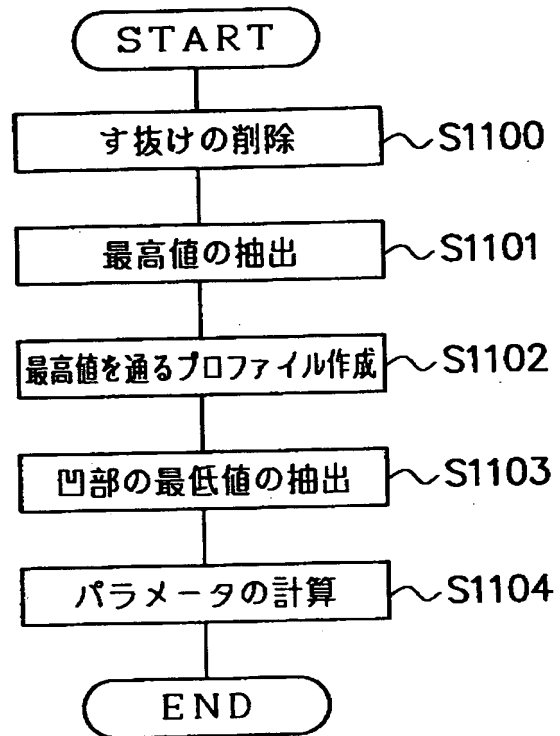 START
す抜けの削除 S1100
最高値の抽出 S1101
最高値を通るプロファイル作成 S1102
凹部の最低値の抽出 S1103
パラメータの計算 S1104
END